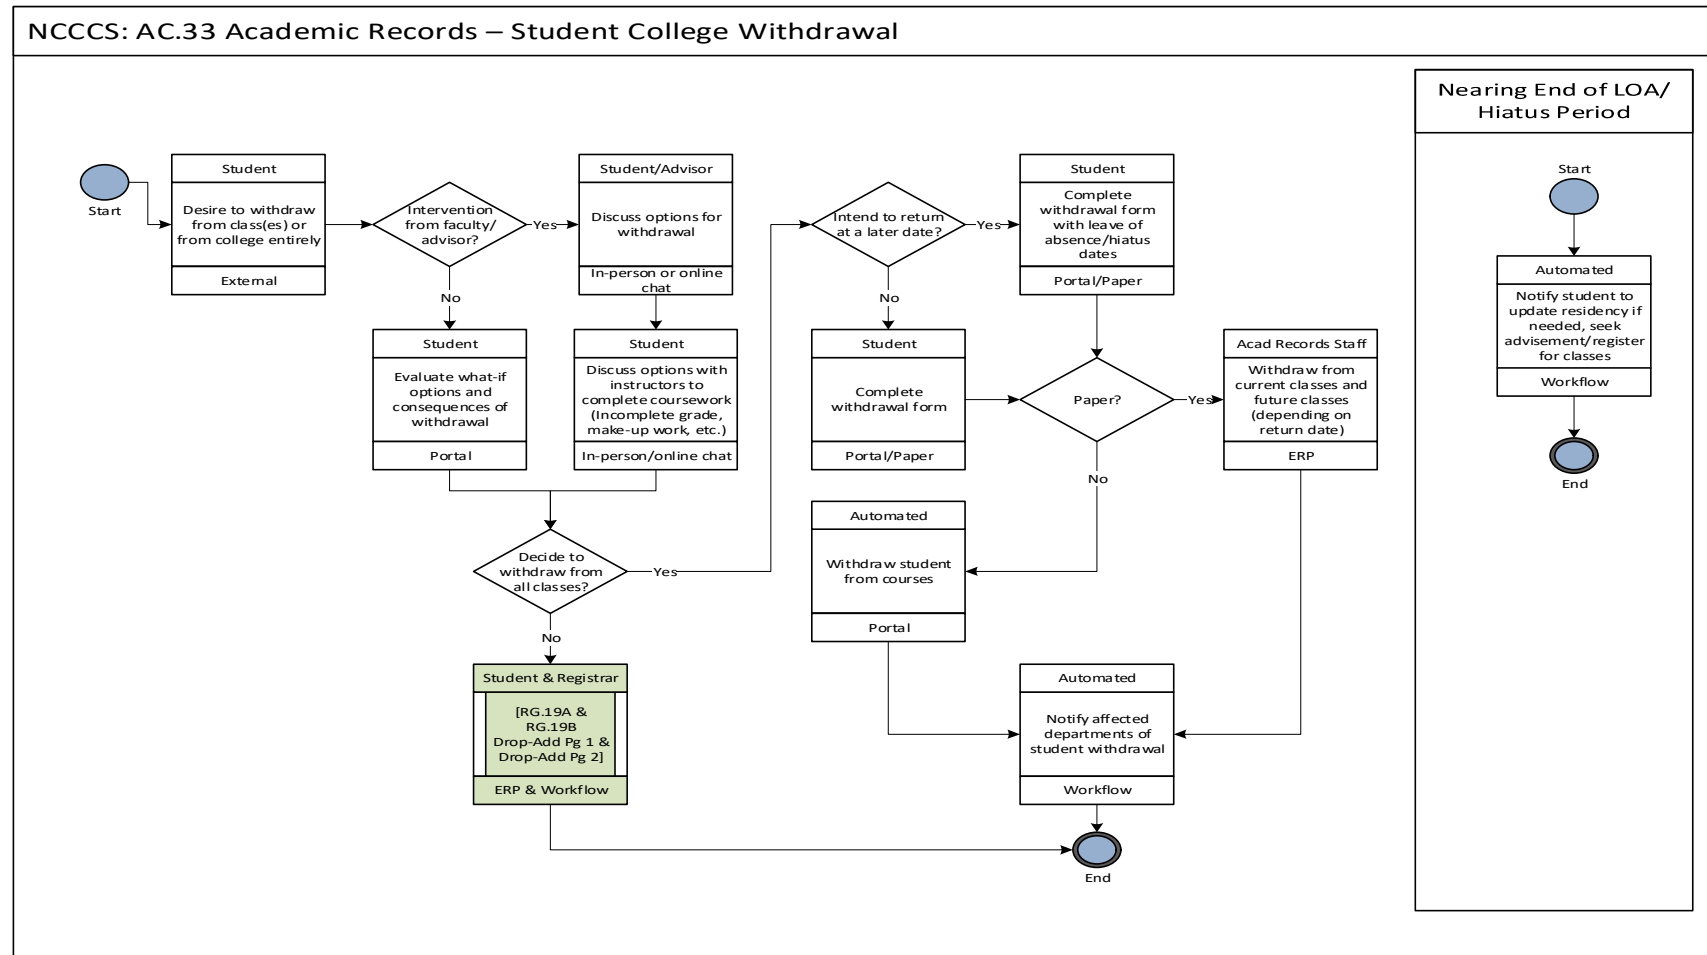 NCCCS: AC.33 Academic Records – Student College Withdrawal
Start
Student
Desire to withdraw
from class(es) or
from college entirely
External
Intervention
from faculty/
advisor?
Yes
No
Student/Advisor
Discuss options for
withdrawal
In-person or online
chat
Student
Evaluate what-if
options and
consequences of
withdrawal
Portal
Student
Discuss options with
instructors to
complete coursework
(Incomplete grade,
make-up work, etc.)
In-person/online chat
Decide to
withdraw from
all classes?
Yes
No
Student & Registrar
[RG.19A &
RG.19B
Drop-Add Pg 1 &
Drop-Add Pg 2]
ERP & Workflow
Intend to return
at a later date?
Yes
No
Student
Complete
withdrawal form
with leave of
absence/hiatus
dates
Portal/Paper
Student
Complete
withdrawal form
Portal/Paper
Paper?
Yes
No
Acad Records Staff
Withdraw from
current classes and
future classes
(depending on
return date)
ERP
Automated
Withdraw student
from courses
Portal
Automated
Notify affected
departments of
student withdrawal
Workflow
End
Nearing End of LOA/
Hiatus Period
Start
Automated
Notify student to
update residency if
needed, seek
advisement/register
for classes
Workflow
End